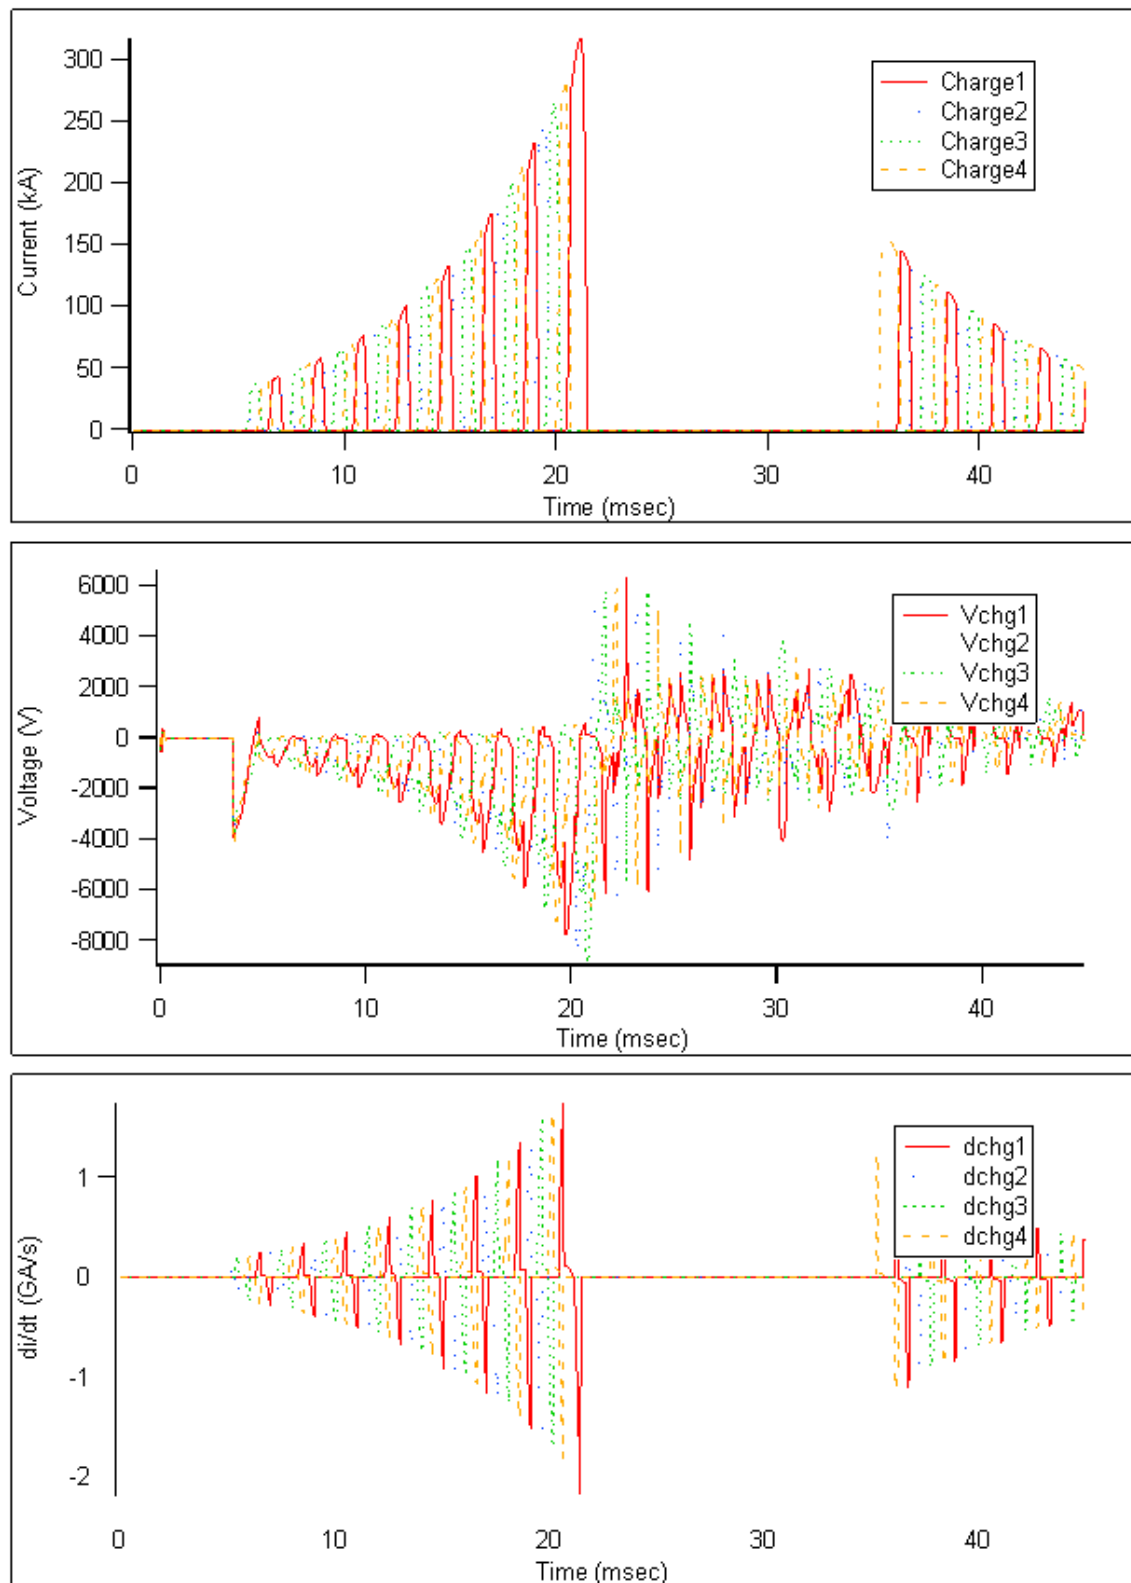 300
250
200
150
100
50
0
Current (kA)
Charge1
Charge2
Charge3
Charge4
0 10 20 30 40
Time (msec)
6000
4000
2000
0
-2000
-4000
-6000
-8000
Voltage (V)
Vchg1
Vchg2
Vchg3
Vchg4
0 10 20 30 40
Time (msec)
1
0
-1
-2
di/dt (GA/s)
dchg1
dchg2
dchg3
dchg4
0 10 20 30 40
Time (msec)